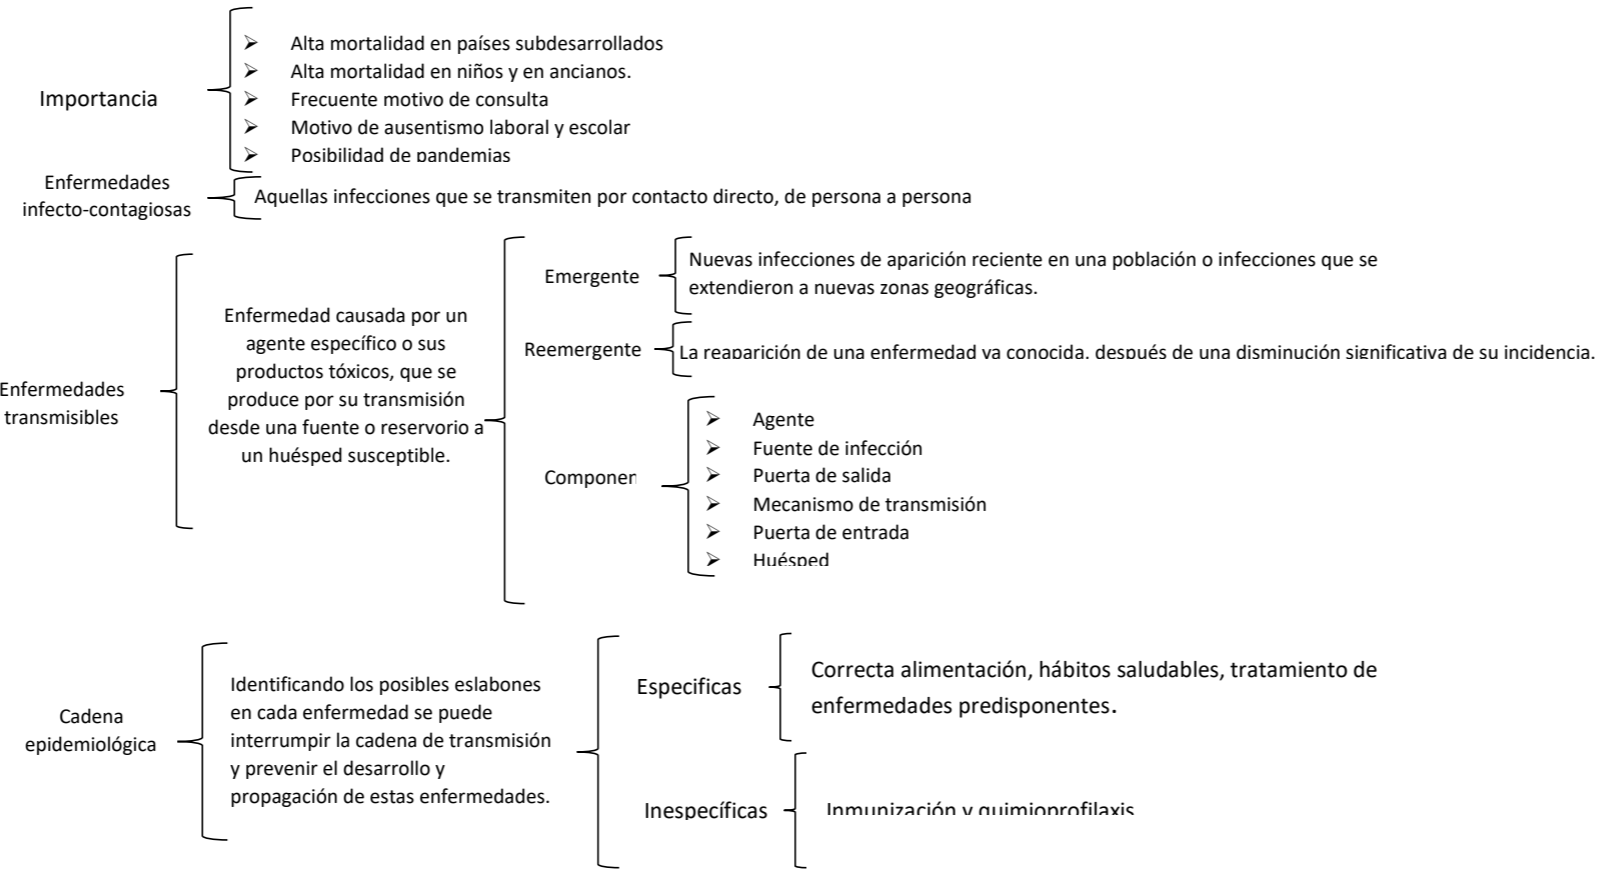 Importancia
➢ Alta mortalidad en países subdesarrollados
➢ Alta mortalidad en niños y en ancianos.
➢ Frecuente motivo de consulta
➢ Motivo de ausentismo laboral y escolar
➢ Posibilidad de pandemias
Enfermedades
infecto-contagiosas
Aquellas infecciones que se transmiten por contacto directo, de persona a persona
Enfermedades
transmisibles
Enfermedad causada por un
agente específico o sus
productos tóxicos, que se
produce por su transmisión
desde una fuente o reservorio a
un huésped susceptible.
Emergente
Nuevas infecciones de aparición reciente en una población o infecciones que se
extendieron a nuevas zonas geográficas.
Reemergente
La reaparición de una enfermedad ya conocida, después de una disminución significativa de su incidencia.
Componen
➢ Agente
➢ Fuente de infección
➢ Puerta de salida
➢ Mecanismo de transmisión
➢ Puerta de entrada
➢ Huésped
Cadena
epidemiológica
Identificando los posibles eslabones
en cada enfermedad se puede
interrumpir la cadena de transmisión
y prevenir el desarrollo y
propagación de estas enfermedades.
Especificas
Correcta alimentación, hábitos saludables, tratamiento de
enfermedades predisponentes.
Inespecíficas
Inmunización y quimioprofilaxis